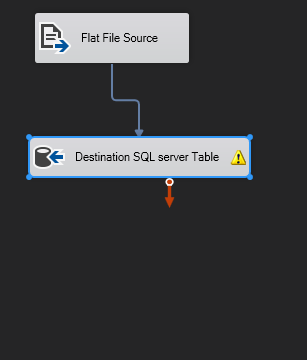 Flat File Source
Destination SQL server Table